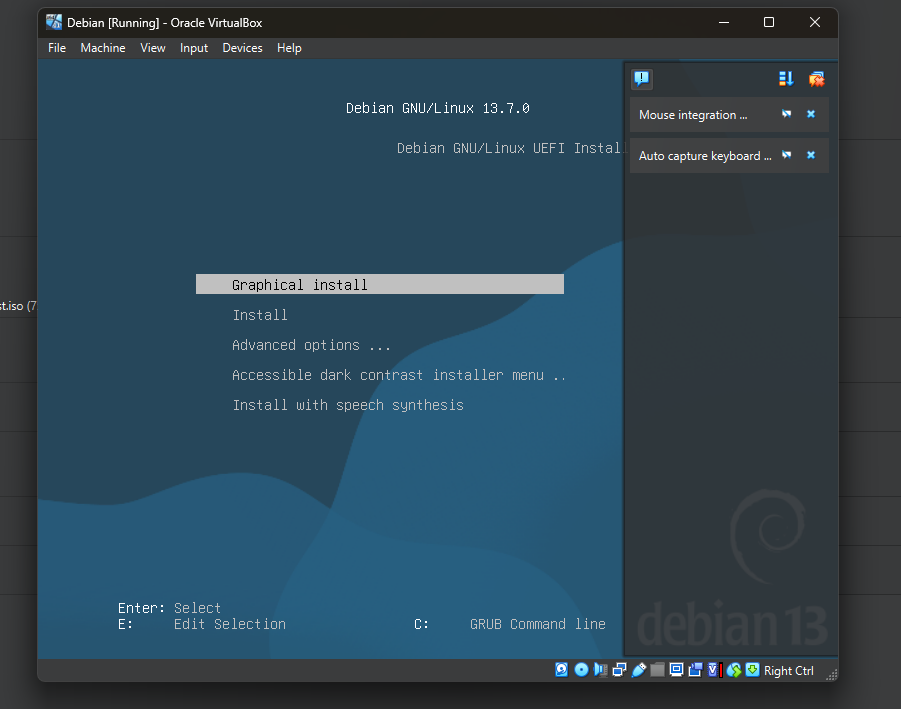 Debian [Running] - Oracle VirtualBox
File Machine View Input Devices Help
Debian GNU/Linux 13.7.0
Debian GNU/Linux UEFI Instal
Mouse integration ...
Auto capture keyboard ...
Graphical install
st.iso (7
Install
Advanced options ...
Accessible dark contrast installer menu ..
Install with speech synthesis
Enter: Select
E: Edit Selection C: GRUB Command line
debian 13
Right Ctrl